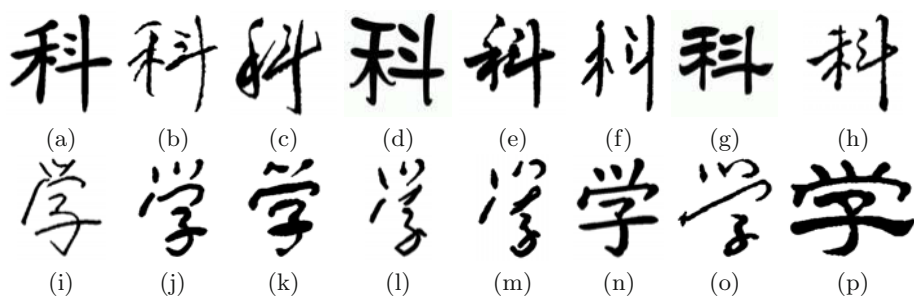 科 科 科 科 科 科 科 科
(a) (b) (c) (d) (e) (f) (g) (h)
学 学 学 学 学 学 学 学
(i) (j) (k) (l) (m) (n) (o) (p)